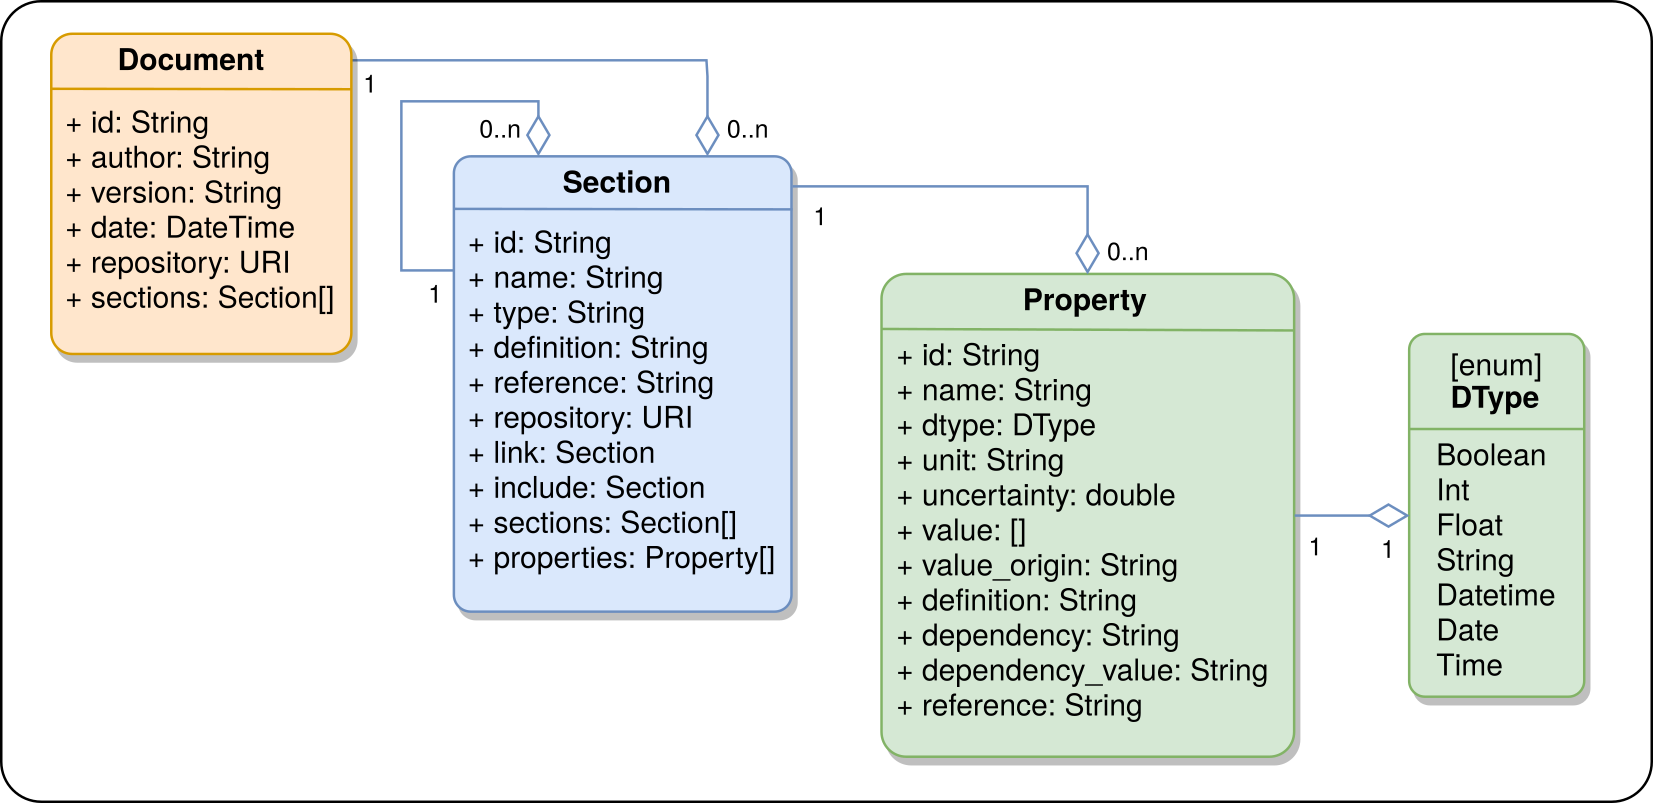 Document
+ id: String
+ author: String
+ version: String
+ date: DateTime
+ repository: URI
+ sections: Section[]
1
0..n
0..n
1
Section
+ id: String
+ name: String
+ type: String
+ definition: String
+ reference: String
+ repository: URI
+ link: Section
+ include: Section
+ sections: Section[]
+ properties: Property[]
1
0..n
Property
+ id: String
+ name: String
+ dtype: DType
+ unit: String
+ uncertainty: double
+ value: []
+ value_origin: String
+ definition: String
+ dependency: String
+ dependency_value: String
+ reference: String
1
1
[enum]
DType
Boolean
Int
Float
String
Datetime
Date
Time